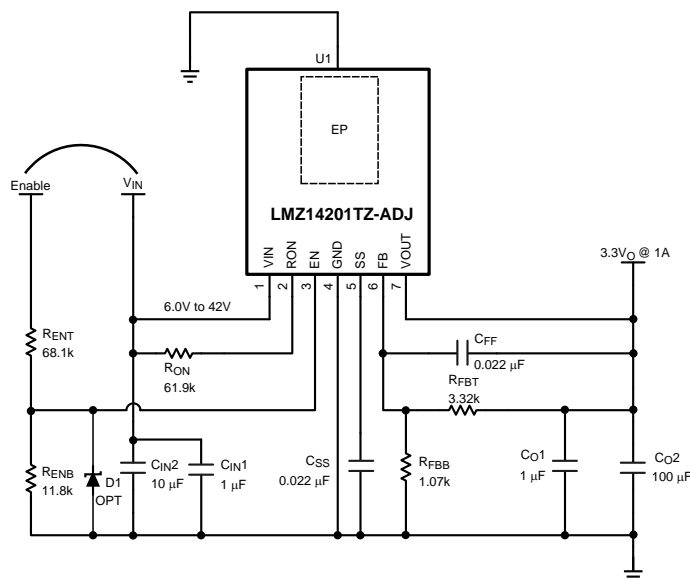 U1
EP
Enable
VIN
LMZ14201TZ-ADJ
VIN
RON
EN
GND
SS
FB
VOUT
1
2
3
4
5
6
7
3.3VO @ 1A
6.0V to 42V
RENT
68.1k
RON
61.9k
CFF
0.022 µF
RFBT
3.32k
RENB
11.8k
D1
OPT
CIN2
10 µF
CIN1
1 µF
CSS
0.022 µF
RFBB
1.07k
CO1
1 µF
CO2
100 µF